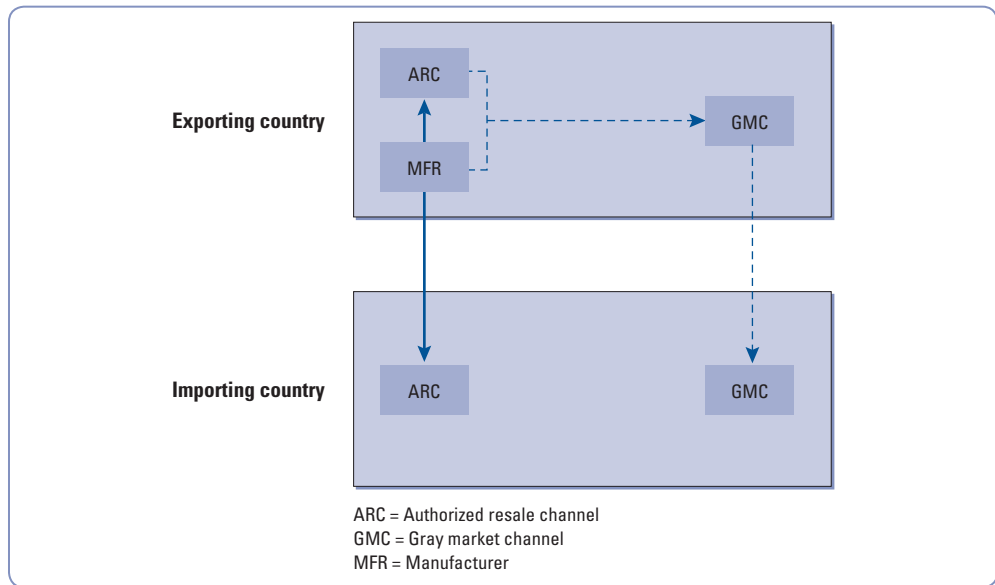 Exporting country
ARC
MFR
GMC
Importing country
ARC
GMC
ARC = Authorized resale channel
GMC = Gray market channel
MFR = Manufacturer